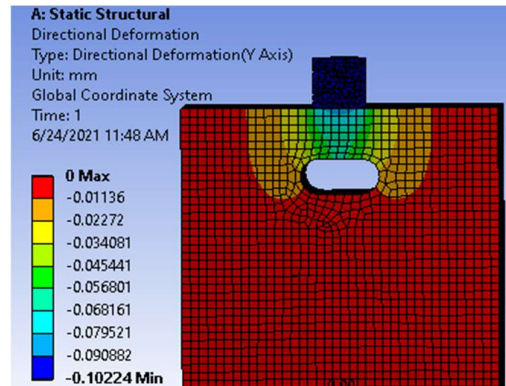 A: Static Structural
Directional Deformation
Type: Directional Deformation(Y Axis)
Unit: mm
Global Coordinate System
Time: 1
6/24/2021 11:48 AM
0 Max
-0.01136
-0.02272
-0.034081
-0.045441
-0.056801
-0.068161
-0.079521
-0.090882
-0.10224 Min